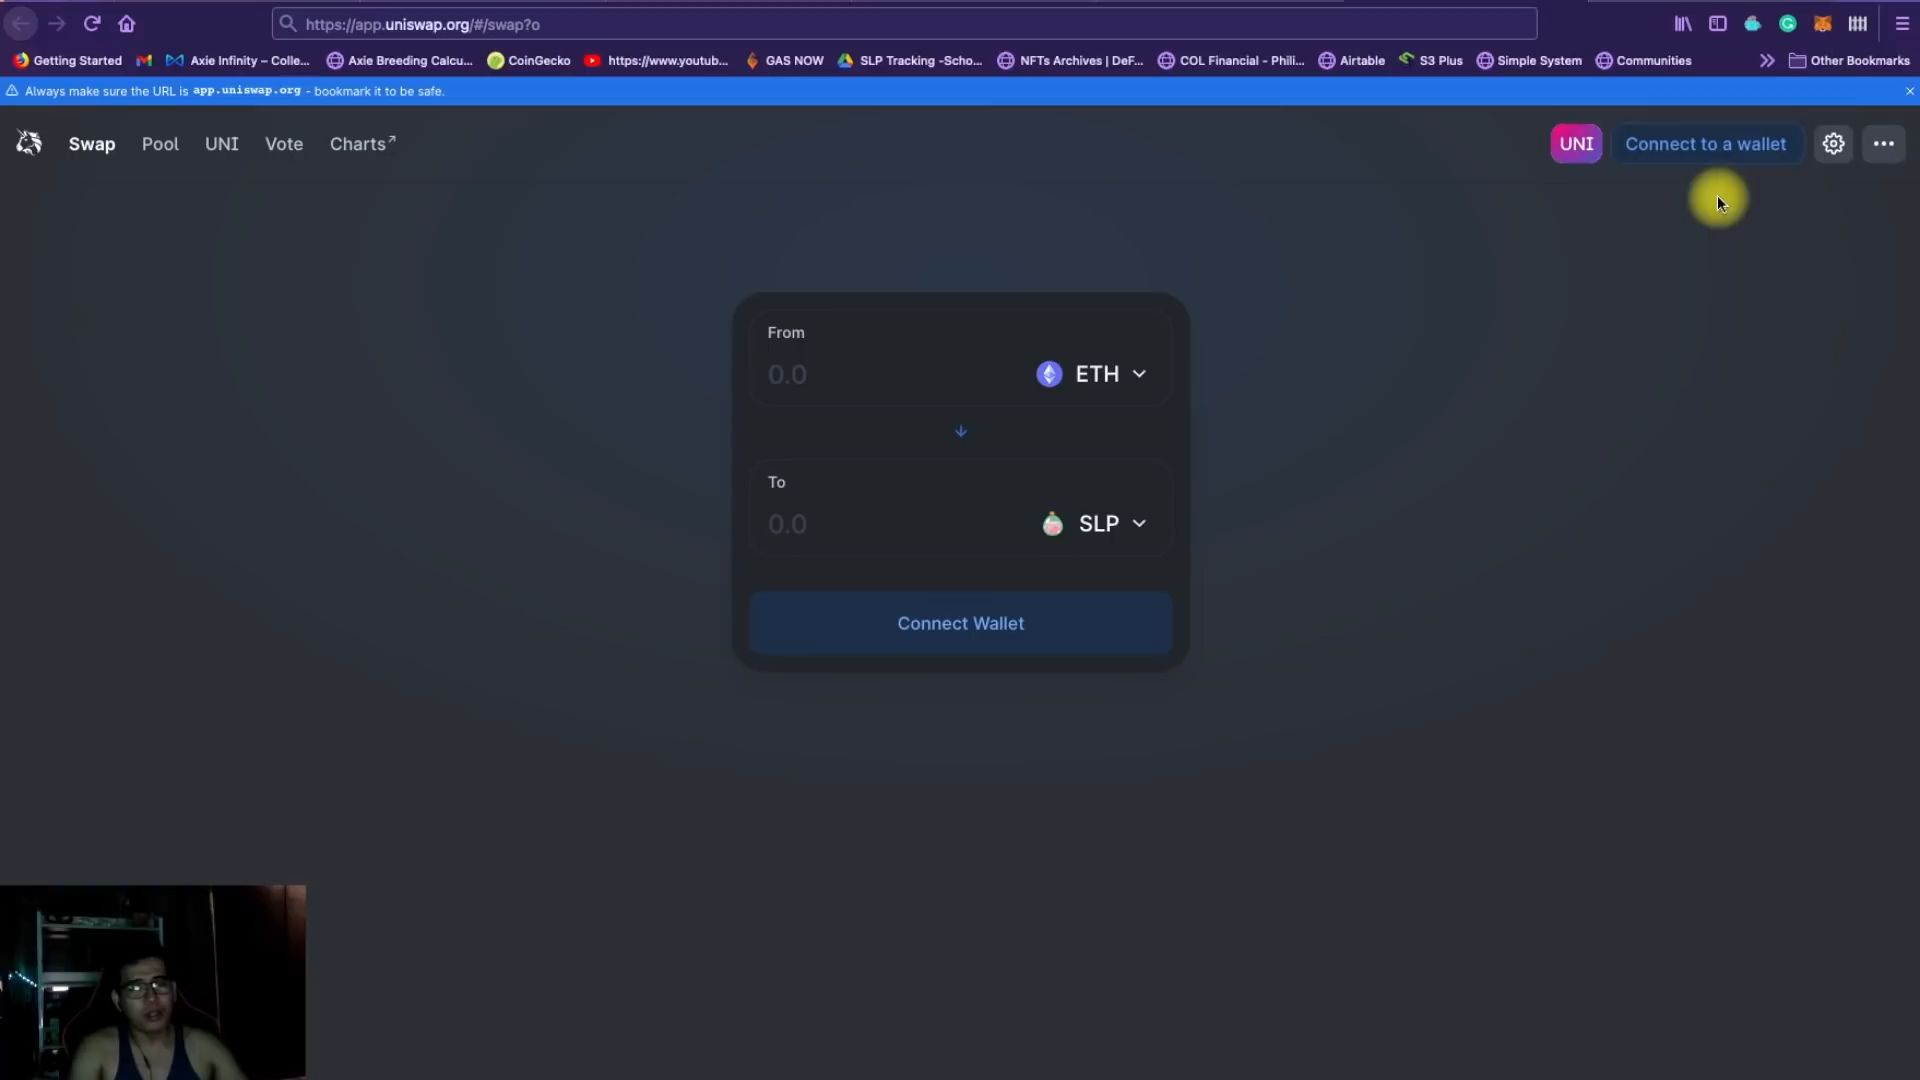 https://app.uniswap.org/#/swap?o
Getting Started Axie Infinity – Colle... Axie Breeding Calcu... CoinGecko https://www.youtub... GAS NOW SLP Tracking -Scho... NFTs Archives | DeF... COL Financial - Phili... Airtable S3 Plus Simple System Communities Other Bookmarks
Always make sure the URL is app.uniswap.org - bookmark it to be safe.
Swap Pool UNI Vote Charts↗ UNI Connect to a wallet
From
0.0 ETH
To
0.0 SLP
Connect Wallet